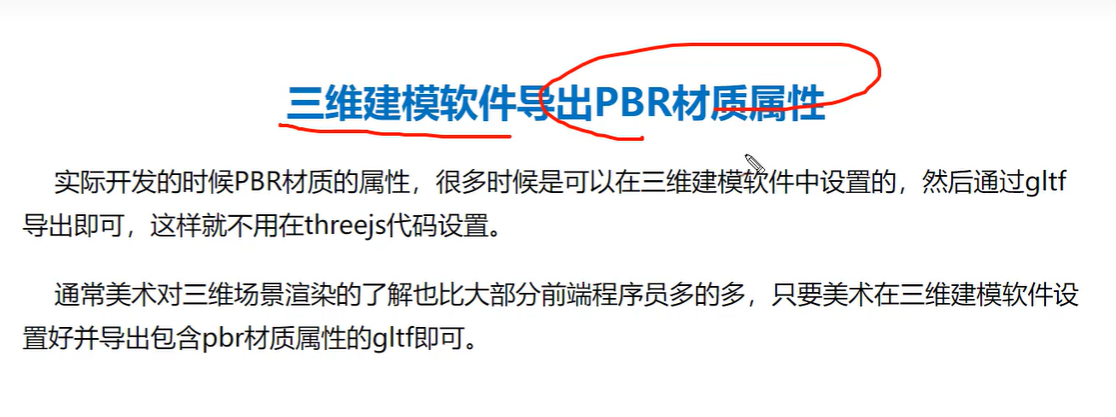 三维建模软件导出PBR材质属性
实际开发的时候PBR材质的属性，很多时候是可以在三维建模软件中设置的，然后通过gltf
导出即可，这样就不用在threejs代码设置。
通常美术对三维场景渲染的了解也比大部分前端程序员多的多，只要美术在三维建模软件设
置好并导出包含pbr材质属性的gltf即可。